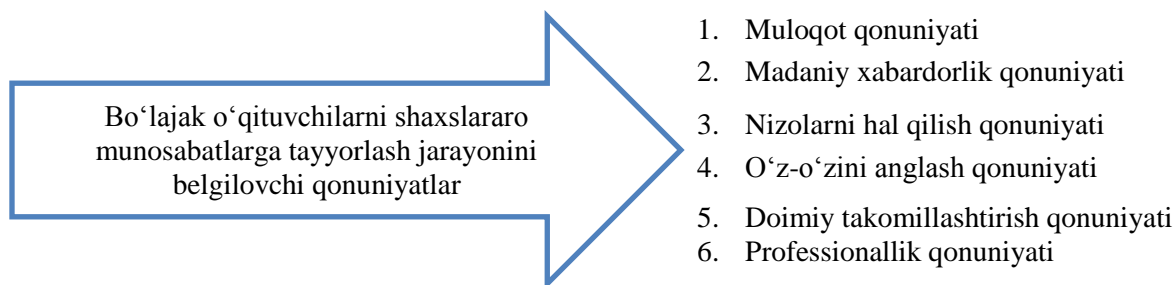 Bo‘lajak o‘qituvchilarni shaxslararo
munosabatlarga tayyorlash jarayonini
belgilovchi qonuniyatlar
1. Muloqot qonuniyati
2. Madaniy xabardorlik qonuniyati
3. Nizolarni hal qilish qonuniyati
4. O‘z-o‘zini anglash qonuniyati
5. Doimiy takomillashtirish qonuniyati
6. Professionallik qonuniyati